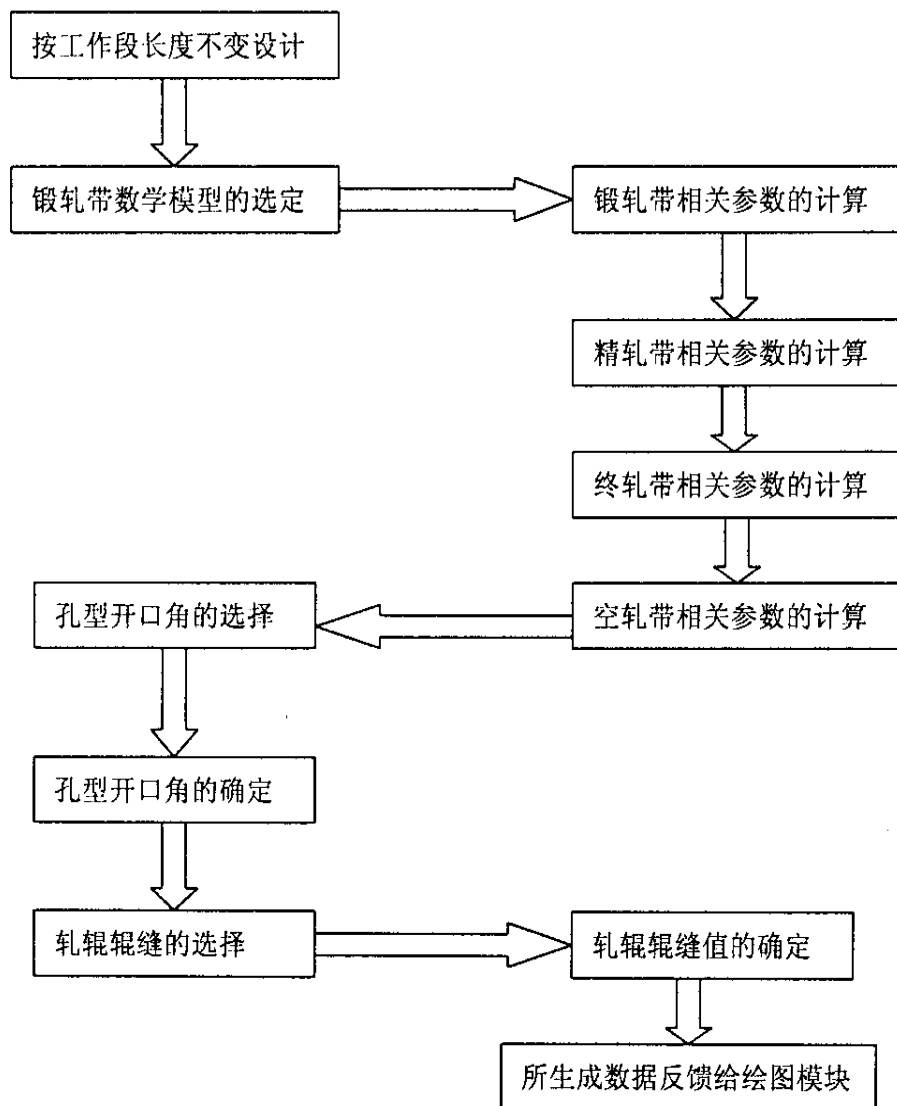 按工作段长度不变设计
锻轧带数学模型的选定
锻轧带相关参数的计算
精轧带相关参数的计算
终轧带相关参数的计算
空轧带相关参数的计算
孔型开口角的选择
孔型开口角的确定
轧辊辊缝的选择
轧辊辊缝值的确定
所生成数据反馈给绘图模块